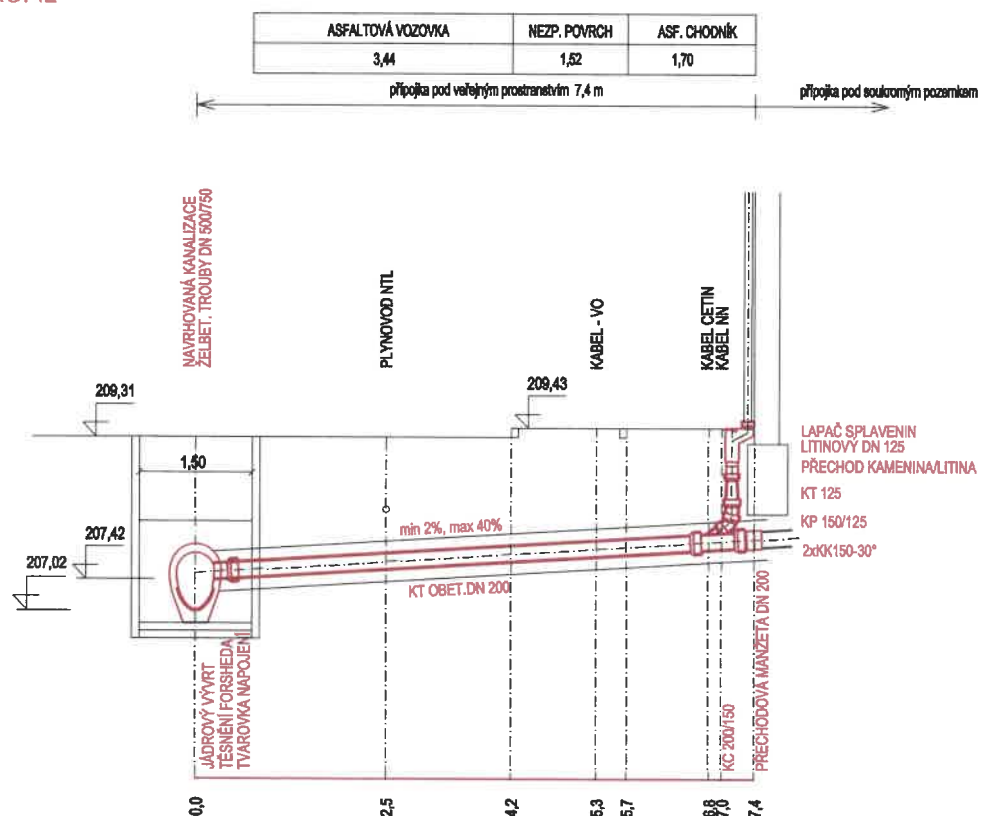 ASFALTOVÁ VOZOVKA NEZP. POVRCH ASF. CHODNÍK
3,44 1,52 1,70
přípojka pod veřejným prostranstvím 7,4 m
přípojka pod soukromým pozemkem
NAVRHOVANÁ KANALIZACE
ŽELBET. TROUBY DN 500/750
PLYNOVOD NTL
KABEL - VO
KABEL CETIN
KABEL NN
209,31
209,43
LAPAČ SPLAVENIN
LITINOVÝ DN 125
PŘECHOD KAMENINA/LITINA
KT 125
KP 150/125
2xKK150-30°
1,50
min 2%, max 40%
207,42
207,02
KT OBET.DN 200
JÁDROVÝ VÝVRT
TĚSNĚNÍ FORSHEDA
TVAROVKA NAPOJENÍ
KC 200/150
PŘECHODOVÁ MANŽETA DN 200
0,0
2,5
4,2
5,3
5,7
6,8
7,0
7,4